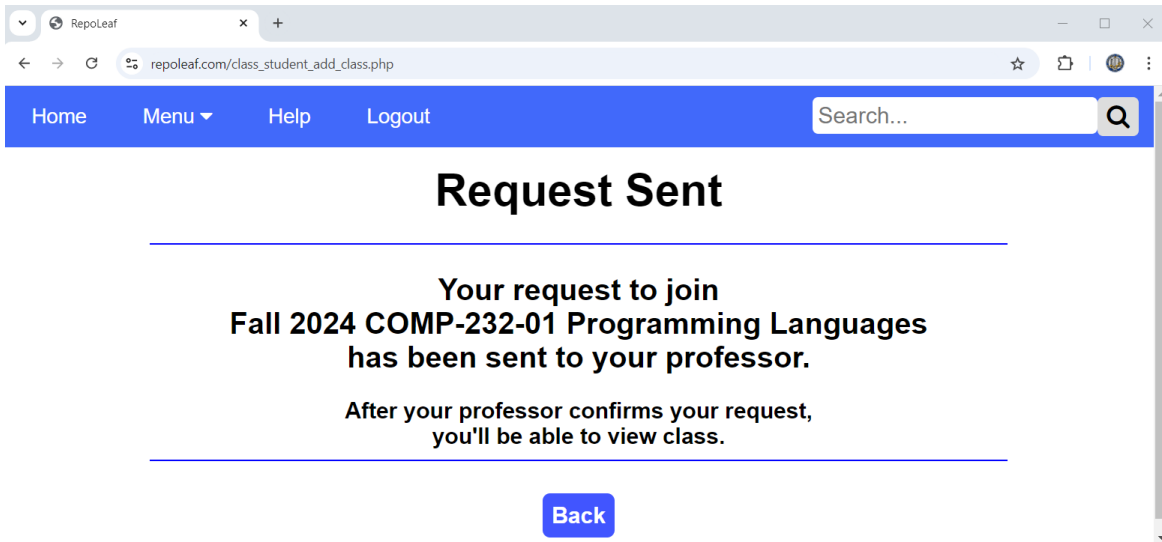 RepoLeaf
repoleaf.com/class_student_add_class.php
Home Menu Help Logout Search...
Request Sent
Your request to join
Fall 2024 COMP-232-01 Programming Languages
has been sent to your professor.
After your professor confirms your request,
you'll be able to view class.
Back